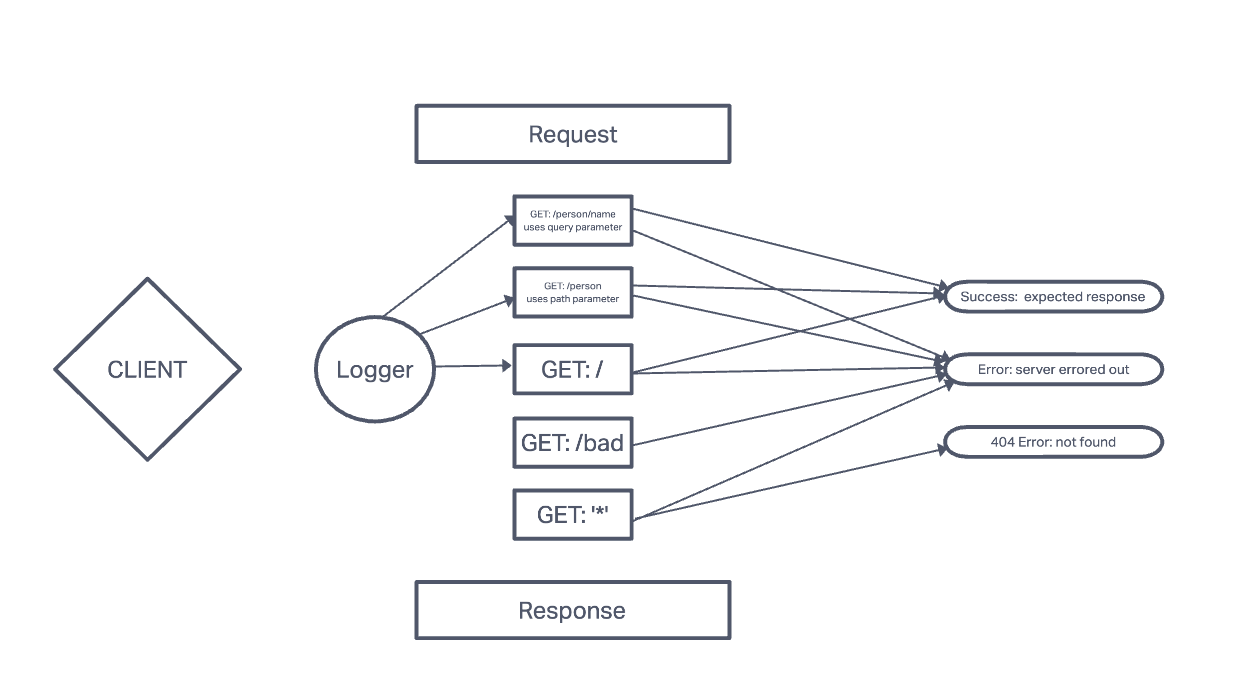 Request
GET: /person/name
uses query parameter
GET: /person
uses path parameter
Success:  expected response
CLIENT
Logger
GET: /
Error: server errored out
GET: /bad
404 Error: not found
GET: '*'
Response